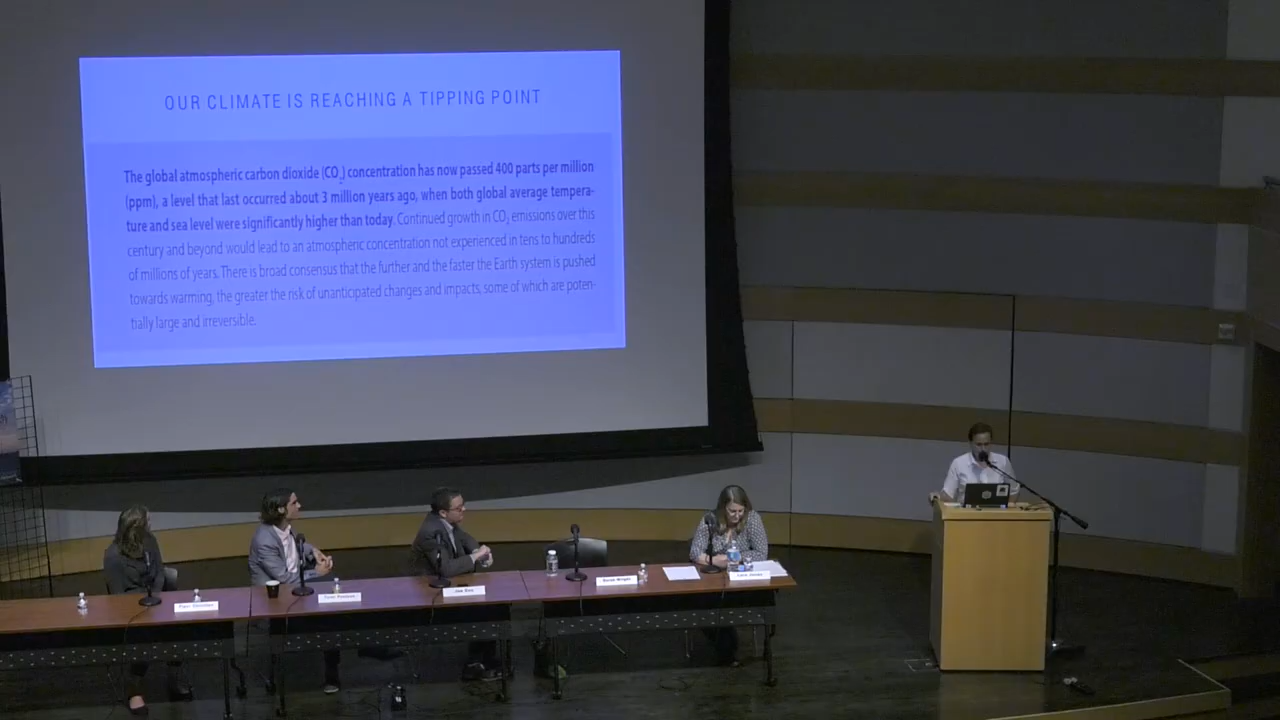 OUR CLIMATE IS REACHING A TIPPING POINT
The global atmospheric carbon dioxide (CO₂) concentration has now passed 400 parts per million
(ppm), a level that last occurred about 3 million years ago, when both global average tempera-
ture and sea level were significantly higher than today. Continued growth in CO₂ emissions over this
century and beyond would lead to an atmospheric concentration not experienced in tens to hundreds
of millions of years. There is broad consensus that the further and the faster the Earth system is pushed
towards warming, the greater the risk of unanticipated changes and impacts, some of which are poten-
tially large and irreversible.
Sarah Wright